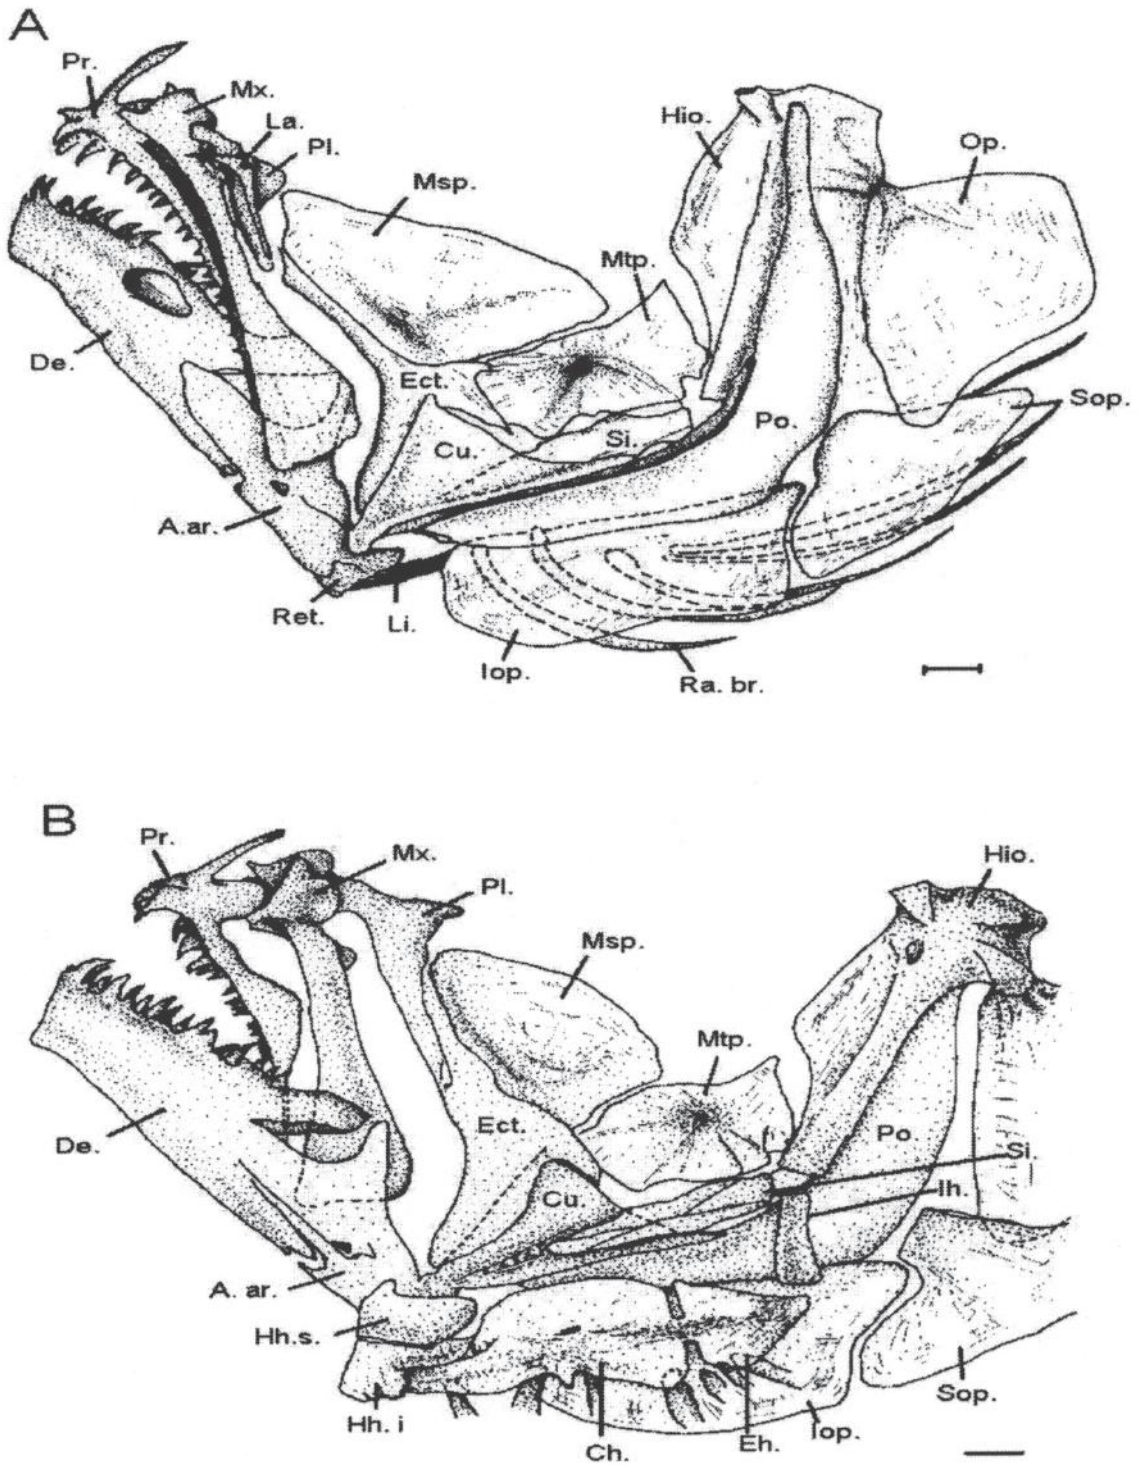 A
Pr.
Mx.
La.
Pl.
Msp.
Hio.
Op.
Mtp.
De.
Ect.
Cu.
Si.
Po.
Sop.
A.ar.
Ret.
Li.
Iop.
Ra. br.
B
Pr.
Mx.
Pl.
Hio.
Msp.
Mtp.
De.
Ect.
Po.
Si.
Cu.
Ih.
A. ar.
Hh.s.
Hh. i
Ch.
Eh.
Iop.
Sop.